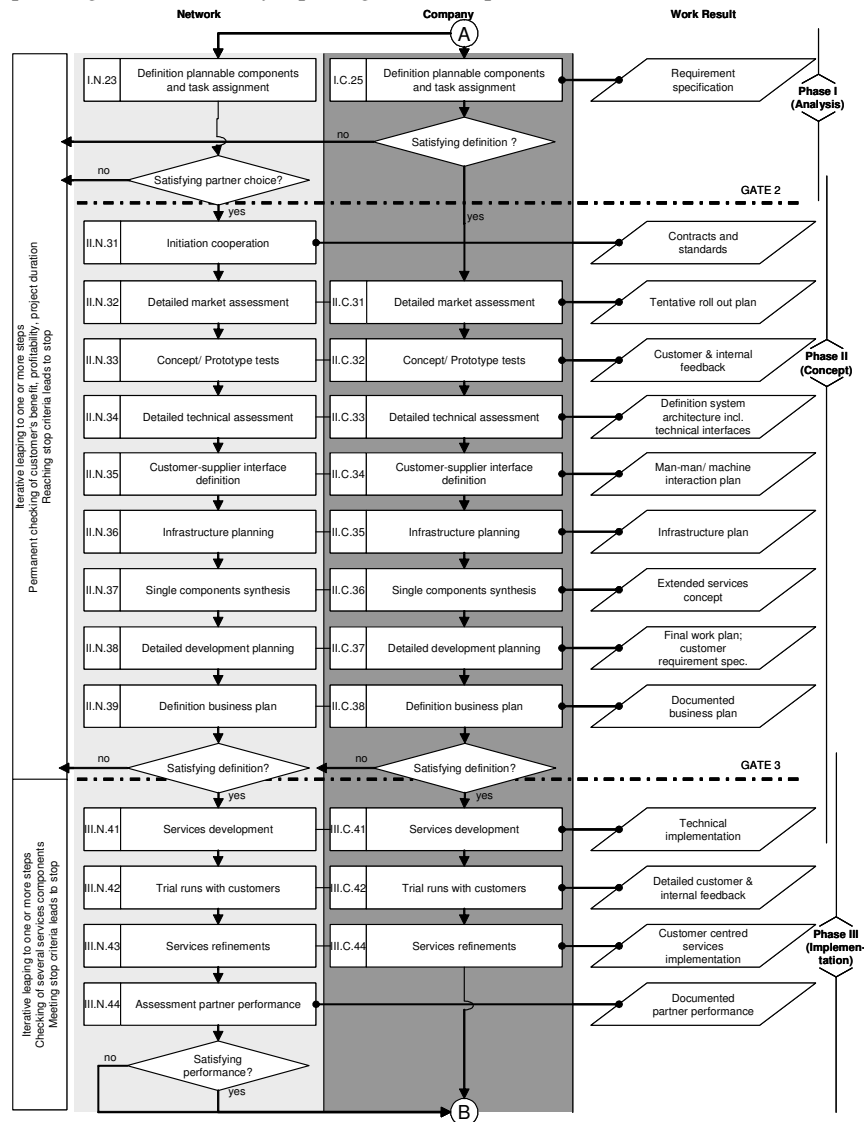 Network
Company
Work Result
A
I.N.23
Definition plannable components
and task assignment
I.C.25
Definition plannable components
and task assignment
Requirement
specification
Phase I
(Analysis)
no
Satisfying definition ?
no
Satisfying partner choice?
GATE 2
yes
yes
II.N.31
Initiation cooperation
Contracts and
standards
II.N.32
Detailed market assessment
II.C.31
Detailed market assessment
Tentative roll out plan
II.N.33
Concept/ Prototype tests
II.C.32
Concept/ Prototype tests
Customer & internal
feedback
Phase II
(Concept)
II.N.34
Detailed technical assessment
II.C.33
Detailed technical assessment
Definition system
architecture incl.
technical interfaces
II.N.35
Customer-supplier interface
definition
II.C.34
Customer-supplier interface
definition
Man-man/ machine
interaction plan
II.N.36
Infrastructure planning
II.C.35
Infrastructure planning
Infrastructure plan
II.N.37
Single components synthesis
II.C.36
Single components synthesis
Extended services
concept
II.N.38
Detailed development planning
II.C.37
Detailed development planning
Final work plan;
customer
requirement spec.
II.N.39
Definition business plan
II.C.38
Definition business plan
Documented
business plan
Iterative leaping to one or more steps
Permanent checking of customer's benefit, profitability, project duration
Reaching stop criteria leads to stop
no
Satisfying definition?
no
Satisfying definition?
GATE 3
yes
yes
III.N.41
Services development
III.C.41
Services development
Technical
implementation
III.N.42
Trial runs with customers
III.C.42
Trial runs with customers
Detailed customer &
internal feedback
III.N.43
Services refinements
III.C.44
Services refinements
Customer centred
services
implementation
Phase III
(Implemen-
tation)
III.N.44
Assessment partner performance
Documented
partner performance
Iterative leaping to one or more steps
Checking of several services components
Meeting stop criteria leads to stop
no
Satisfying
performance?
yes
B